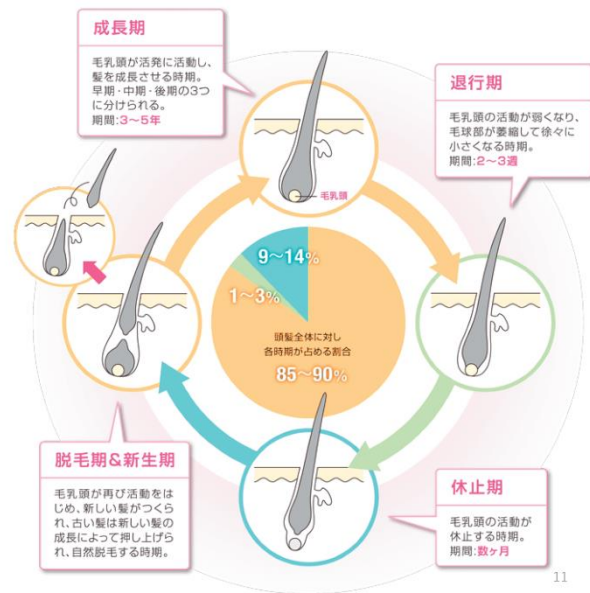 成長期
毛乳頭が活発に活動し、
髪を成長させる時期。
早期・中期・後期の3つ
に分けられる。
期間:3〜5年
退行期
毛乳頭の活動が弱くなり、
毛球部が萎縮して徐々に
小さくなる時期。
期間:2〜3週
毛乳頭
9〜14%
1〜3%
頭髪全体に対し
各時期が占める割合
85〜90%
脱毛期&新生期
毛乳頭が再び活動をは
じめ、新しい髪がつくら
れ、古い髪は新しい髪の
成長によって押し上げら
れ、自然脱毛する時期。
休止期
毛乳頭の活動が
休止する時期。
期間:数ヶ月
11